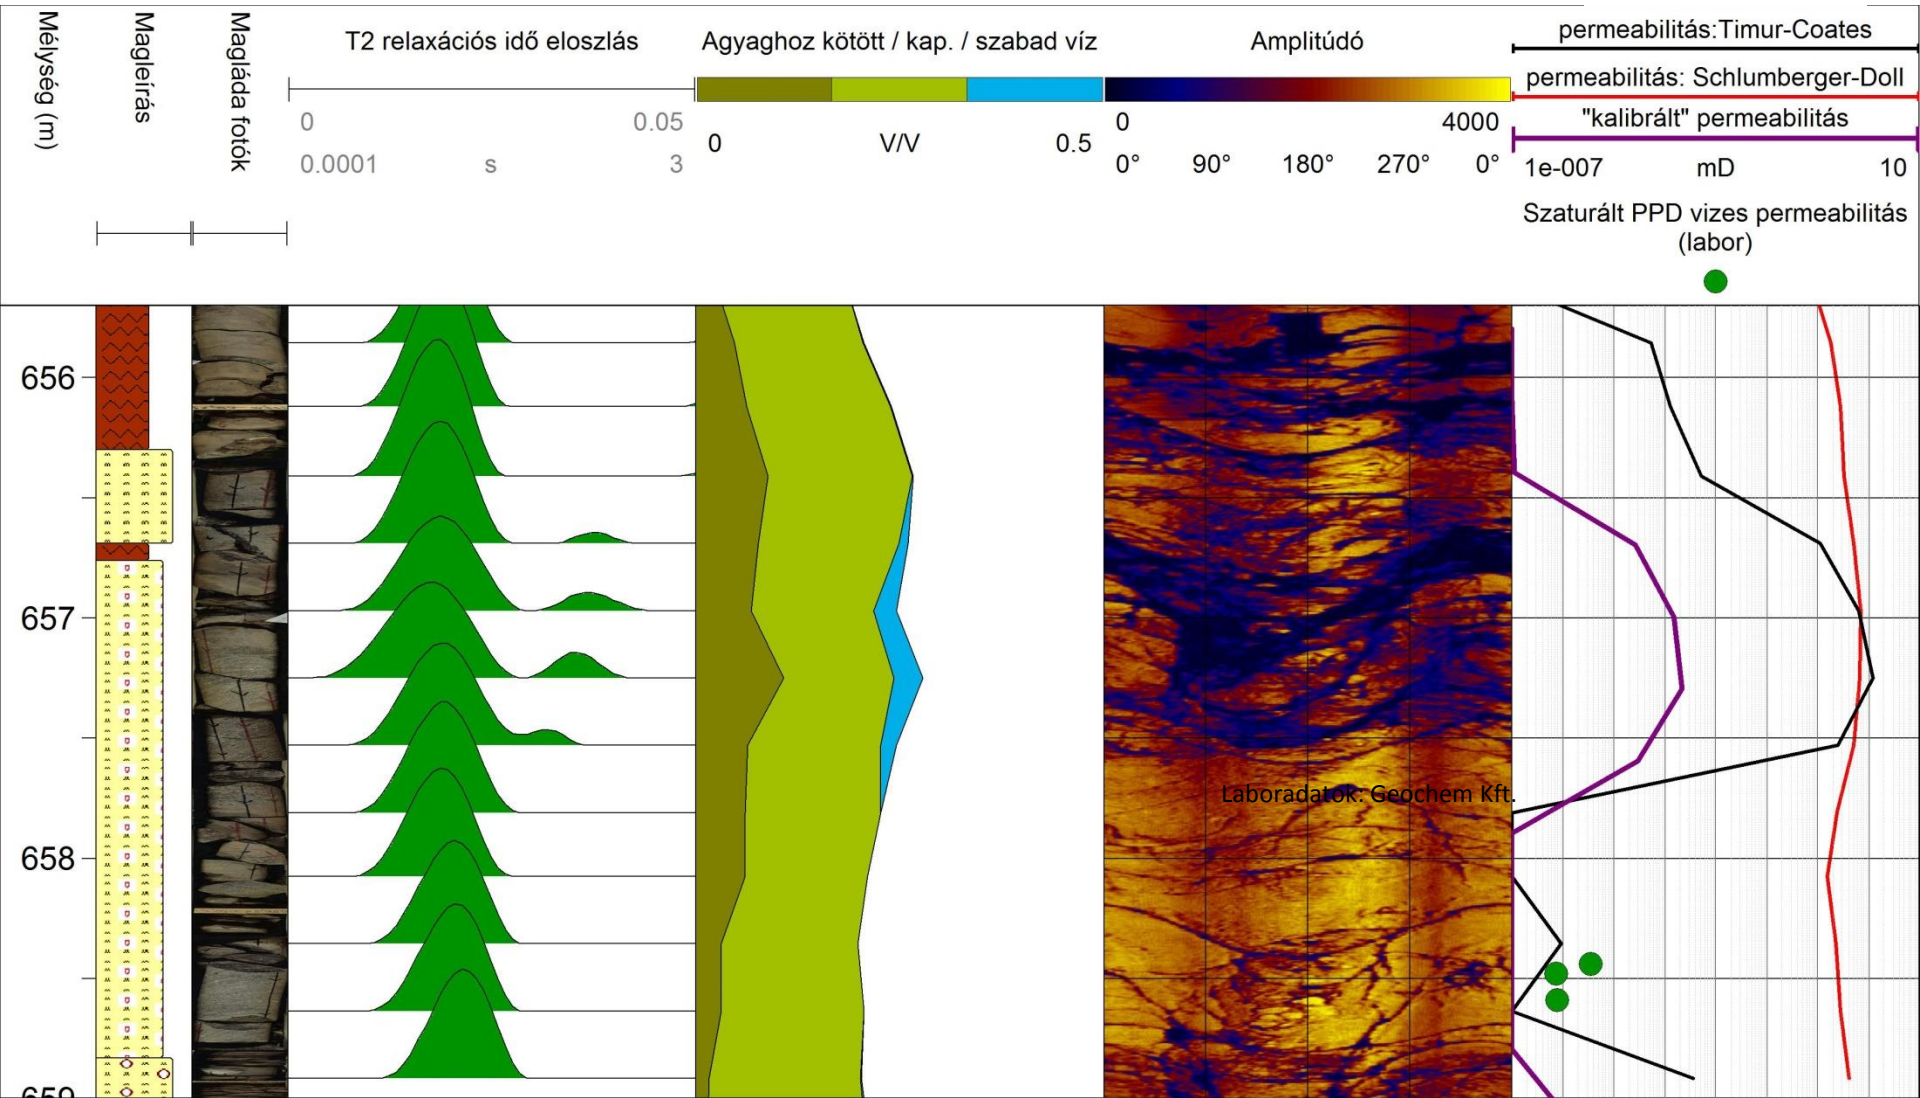 Mélység (m)
Magleírás
Magláda fotók
T2 relaxációs idő eloszlás
0 0.05
0.0001 s 3
Agyaghoz kötött / kap. / szabad víz
0 V/V 0.5
Amplitúdó
0 4000
0° 90° 180° 270° 0°
permeabilitás:Timur-Coates
permeabilitás: Schlumberger-Doll
"kalibrált" permeabilitás
1e-007 mD 10
Szaturált PPD vizes permeabilitás
(labor)
656
657
Laboradatok: Geochem Kft.
658
659